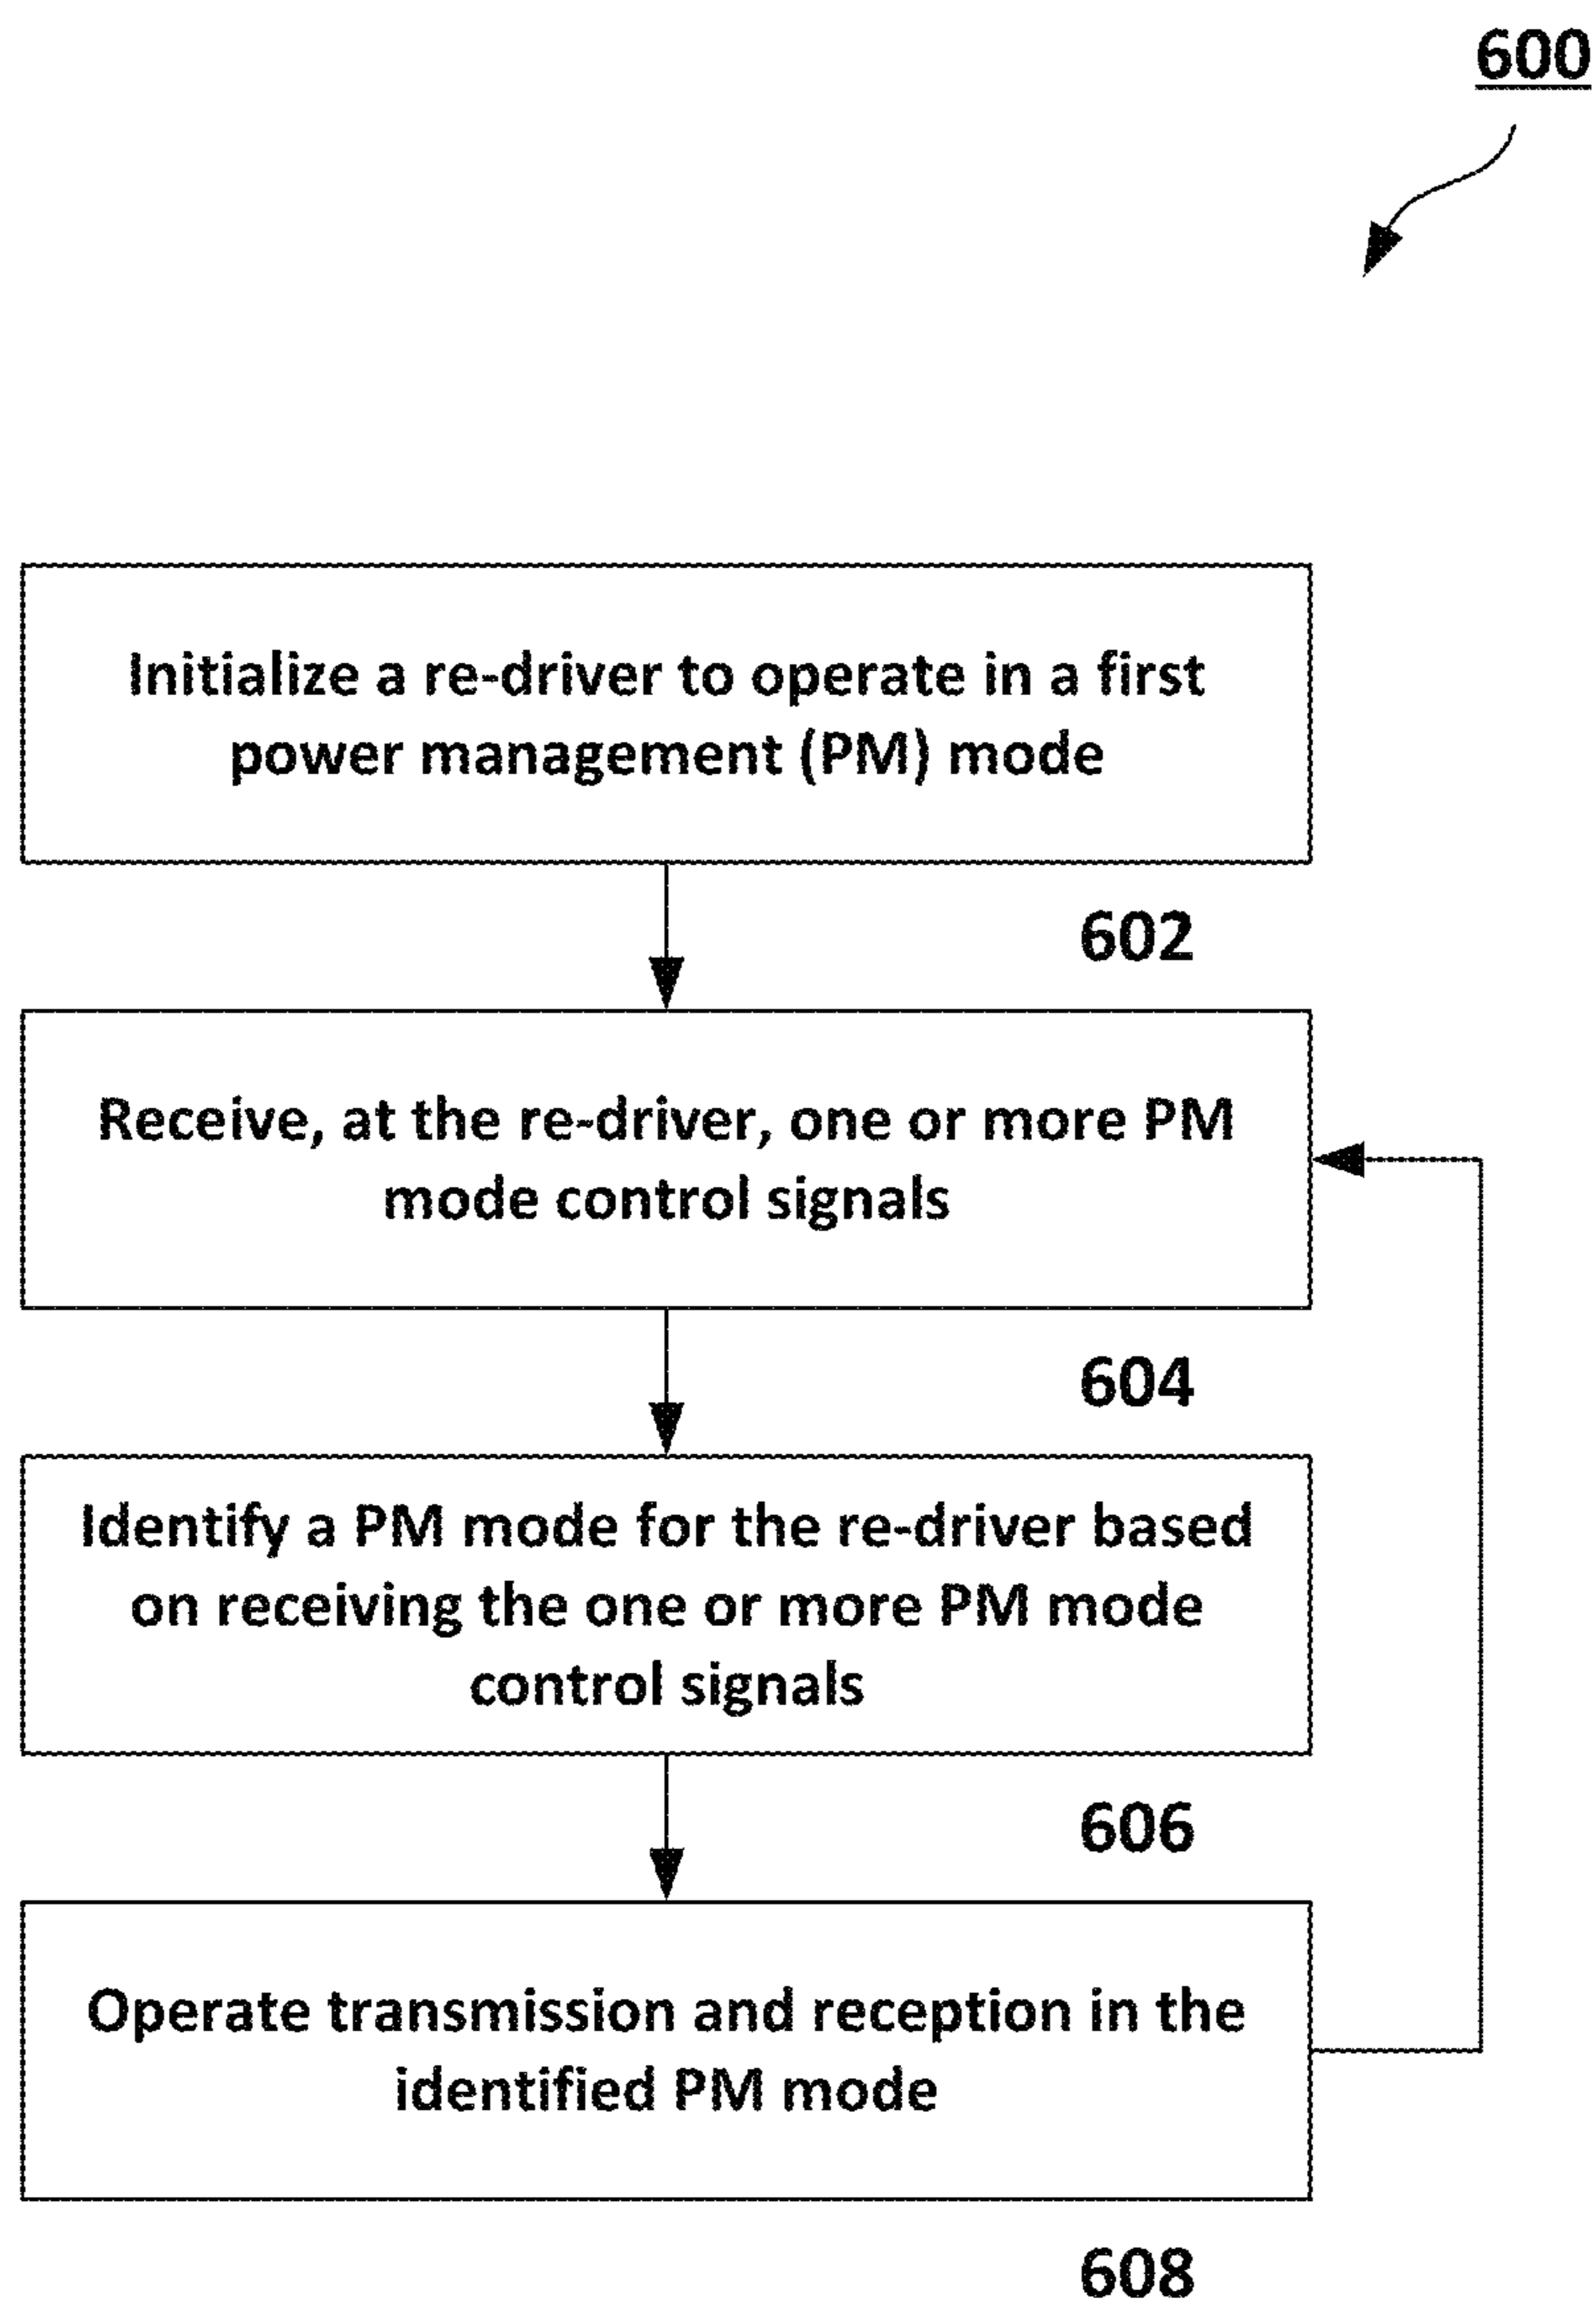 600
Initialize a re-driver to operate in a first
power management (PM) mode
602
Receive, at the re-driver, one or more PM
mode control signals
604
Identify a PM mode for the re-driver based
on receiving the one or more PM mode
control signals
606
Operate transmission and reception in the
identified PM mode
608